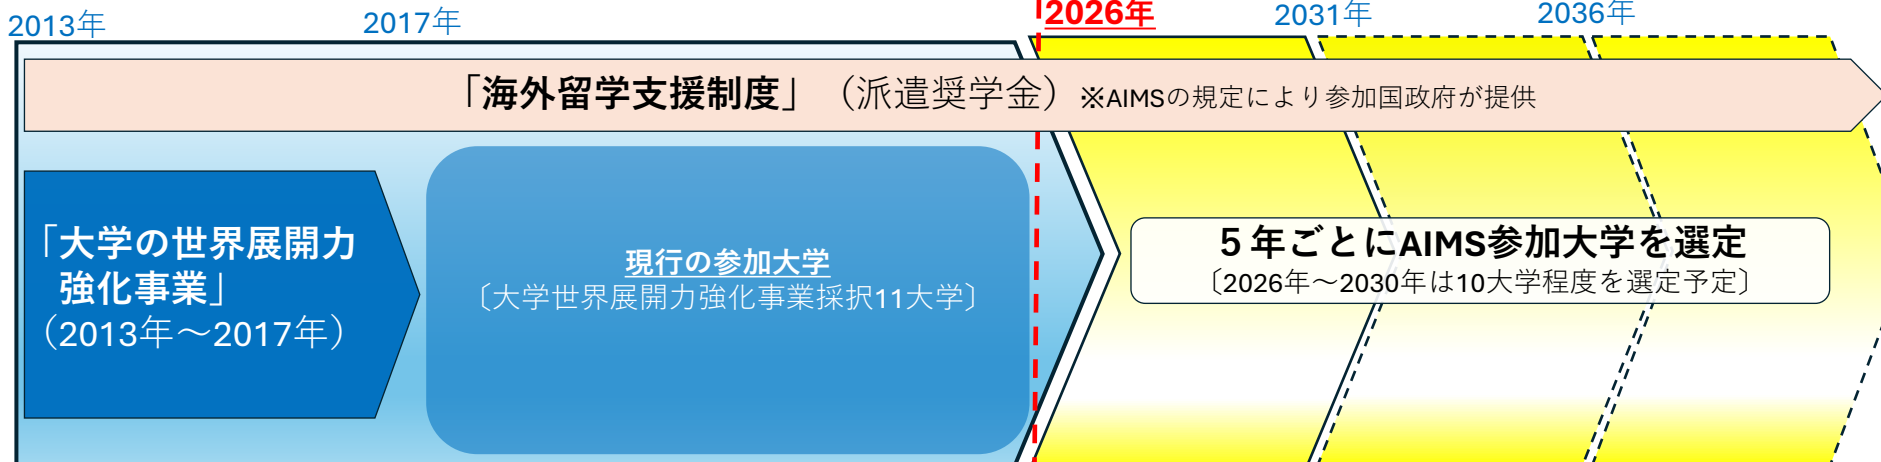 2013年
2017年
2026年
2031年
2036年
「海外留学支援制度」（派遣奨学金）※AIMSの規定により参加国政府が提供
「大学の世界展開力
強化事業」
（2013年～2017年）
現行の参加大学
〔大学世界展開力強化事業採択11大学〕
５年ごとにAIMS参加大学を選定
〔2026年～2030年は10大学程度を選定予定〕